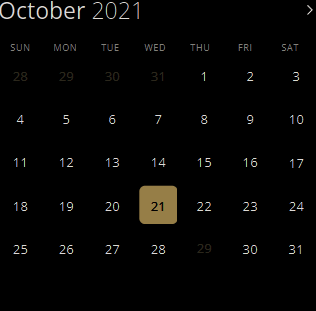 October 2021 >
SUN MON TUE WED THU FRI SAT
28 29 30 31 1 2 3
4 5 6 7 8 9 10
11 12 13 14 15 16 17
18 19 20 21 22 23 24
25 26 27 28 29 30 31